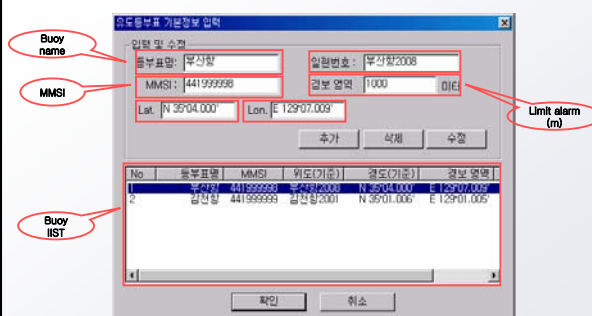 유도등부표 기본정보 입력
입력 및 수정
Buoy name
등부표명: 부산항
일련번호: 부산항2008
MMSI
MMSI: 441999998
경보 영역 1000 미터
Limit alarm (m)
Lat. N 35°04.000'
Lon. E 129°07.009'
추가 삭제 수정
No 등부표명 MMSI 위도(기준) 경도(기준) 경보 영역
1 부산항 441999998 부산항2008 N 35°04.000' E 129°07.009'
2 감천항 441999999 감천항2001 N 35°01.006' E 129°01.005'
Buoy lIST
확인 취소